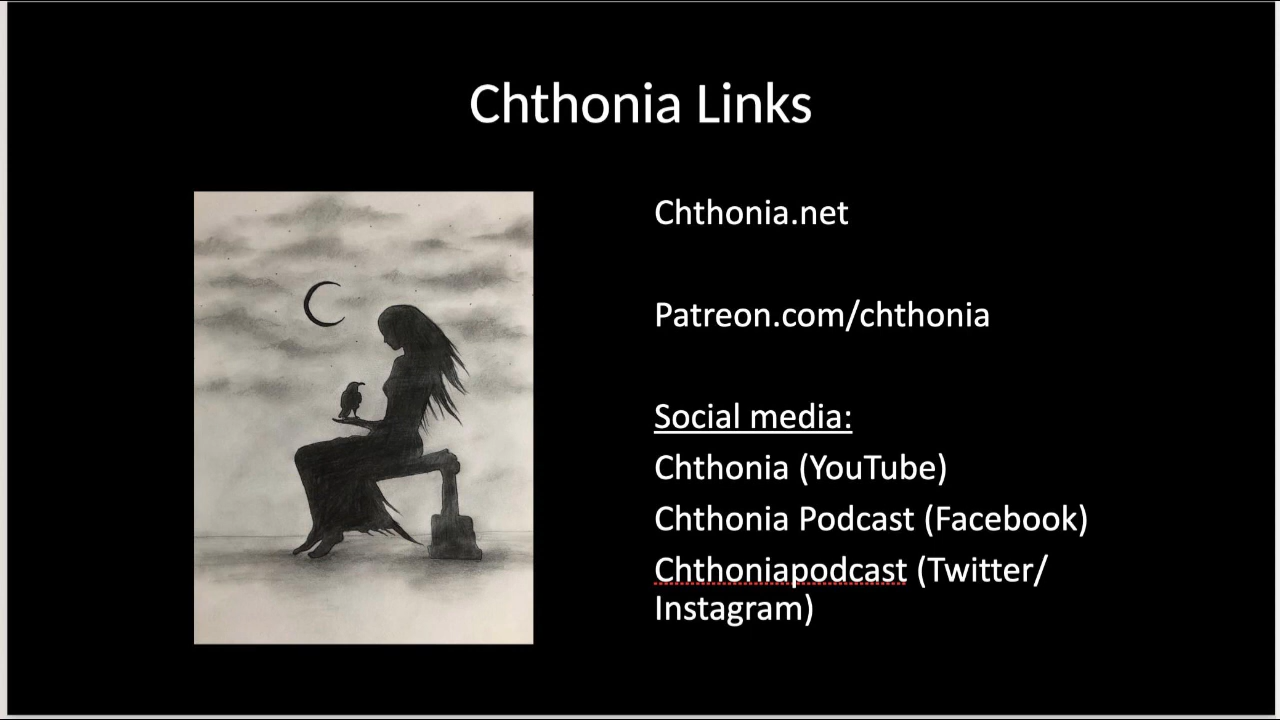 Chthonia Links
Chthonia.net
Patreon.com/chthonia
Social media:
Chthonia (YouTube)
Chthonia Podcast (Facebook)
Chthoniapodcast (Twitter/
Instagram)